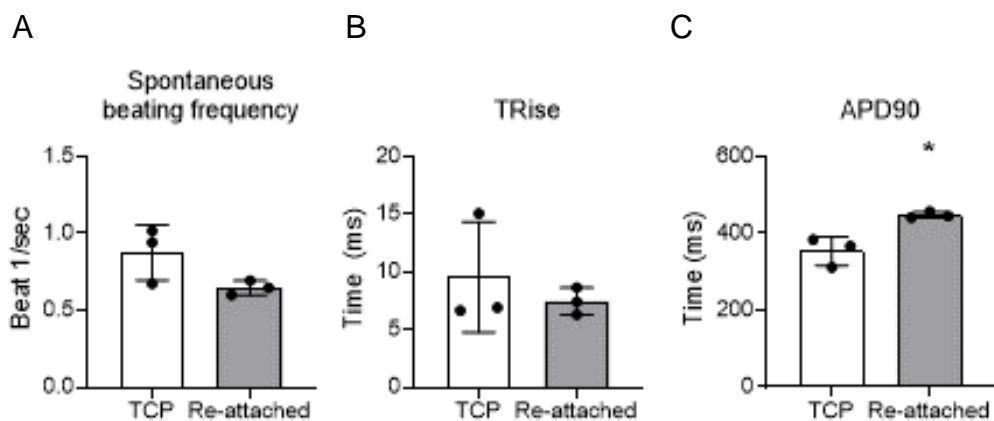 A
B
C
Spontaneous
beating frequency
TRise
APD90
1.5
1.0
0.5
0.0
Beat 1/sec
TCP
Re-attached
20
15
10
5
0
Time (ms)
TCP
Re-attached
*
600
400
200
0
Time (ms)
TCP
Re-attached